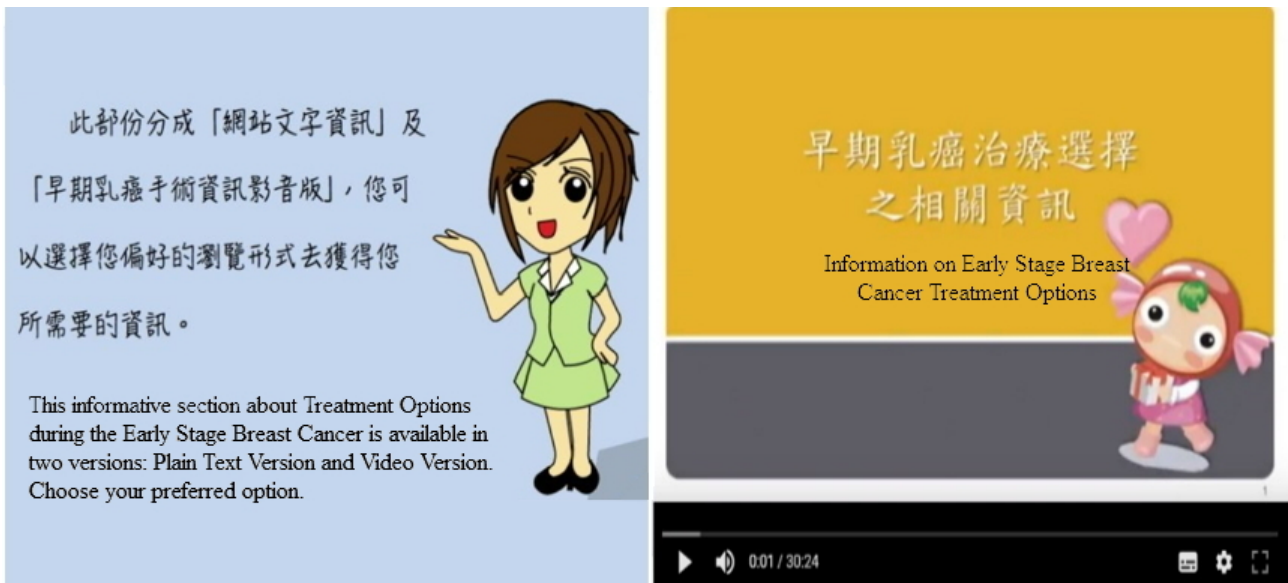 此部份分成「網站文字資訊」及
「早期乳癌手術資訊影音版」，您可
以選擇您偏好的瀏覽形式去獲得您
所需要的資訊。
This informative section about Treatment Options
during the Early Stage Breast Cancer is available in
two versions: Plain Text Version and Video Version.
Choose your preferred option.
早期乳癌治療選擇
之相關資訊
Information on Early Stage Breast
Cancer Treatment Options
1
0:01 / 30:24